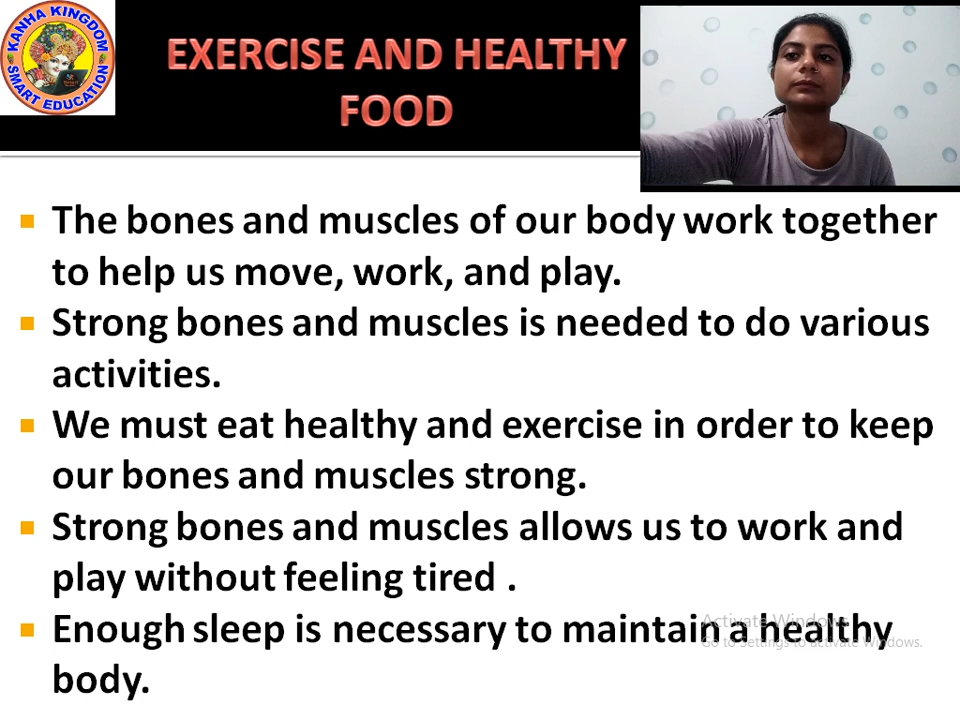 KANHA KINGDOM
SMART EDUCATION
EXERCISE AND HEALTHY
FOOD
The bones and muscles of our body work together
to help us move, work, and play.
Strong bones and muscles is needed to do various
activities.
We must eat healthy and exercise in order to keep
our bones and muscles strong.
Strong bones and muscles allows us to work and
play without feeling tired .
Enough sleep is necessary to maintain a healthy
body.
Activate Windows
Go to Settings to activate Windows.